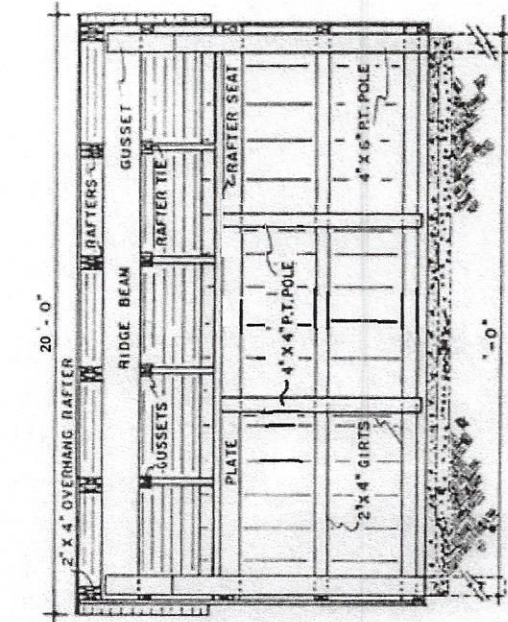 20'-0"
2" X 4" OVERHANG RAFTER
RAFTERS
RIDGE BEAN
GUSSET
GUSSETS
RAFTER TIE
PLATE
RAFTER SEAT
4" X 4" P.T. POLE
2" X 4" GIRTS
4" X 6" P.T. POLE
'-0"